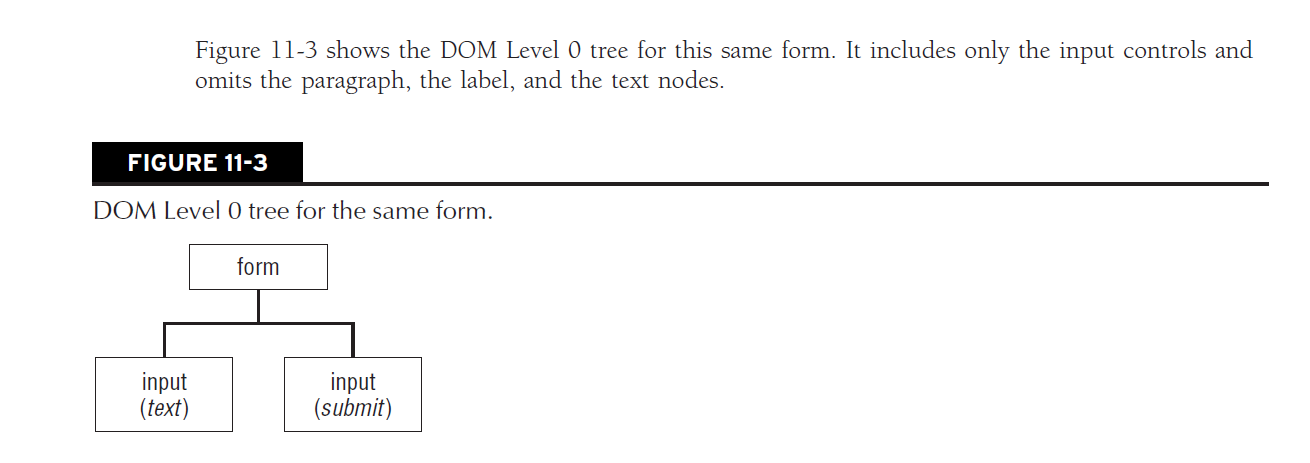 Figure 11-3 shows the DOM Level 0 tree for this same form. It includes only the input controls and
omits the paragraph, the label, and the text nodes.
FIGURE 11-3
DOM Level 0 tree for the same form.
form
input
(text)
input
(submit)